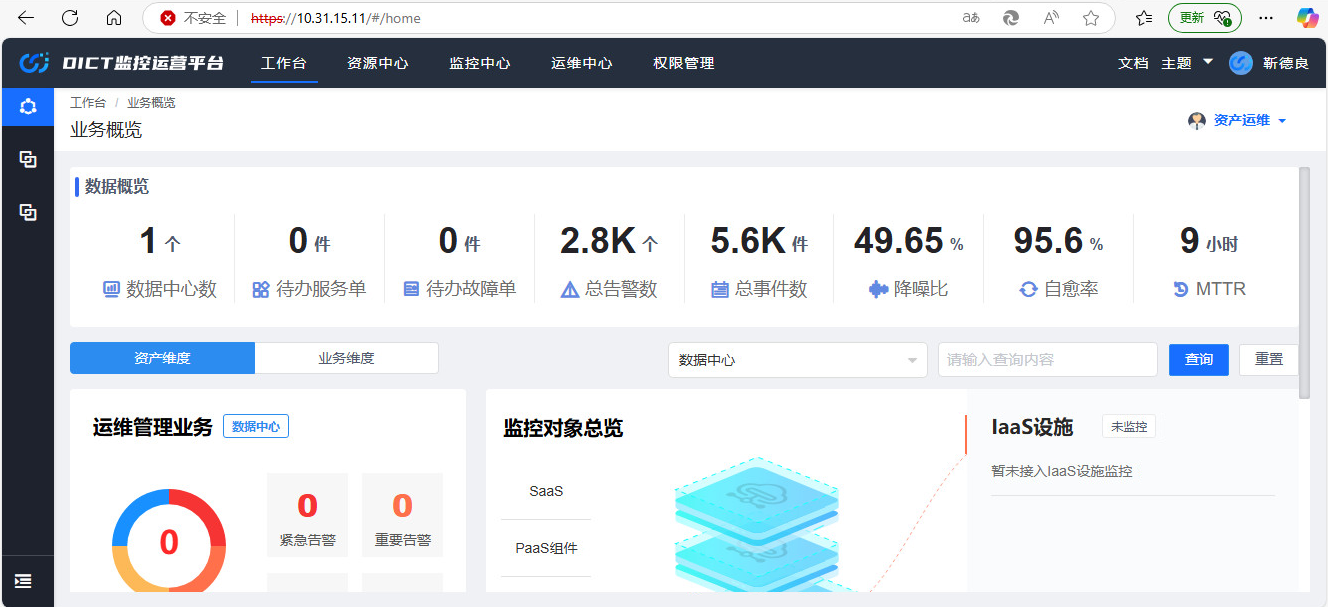 不安全 https://10.31.15.11/#/home 更新
DICT监控运营平台 工作台 资源中心 监控中心 运维中心 权限管理 文档 主题 靳德良
工作台 / 业务概览
业务概览
资产运维
数据概览
1 个 0 件 0 件 2.8K 个 5.6K 件 49.65 % 95.6 % 9 小时
数据中心数 待办服务单 待办故障单 总告警数 总事件数 降噪比 自愈率 MTTR
资产维度 业务维度 数据中心 请输入查询内容 查询 重置
运维管理业务 数据中心
监控对象总览
IaaS设施 未监控
暂未接入IaaS设施监控
SaaS
PaaS组件
0
0 0
紧急告警 重要告警